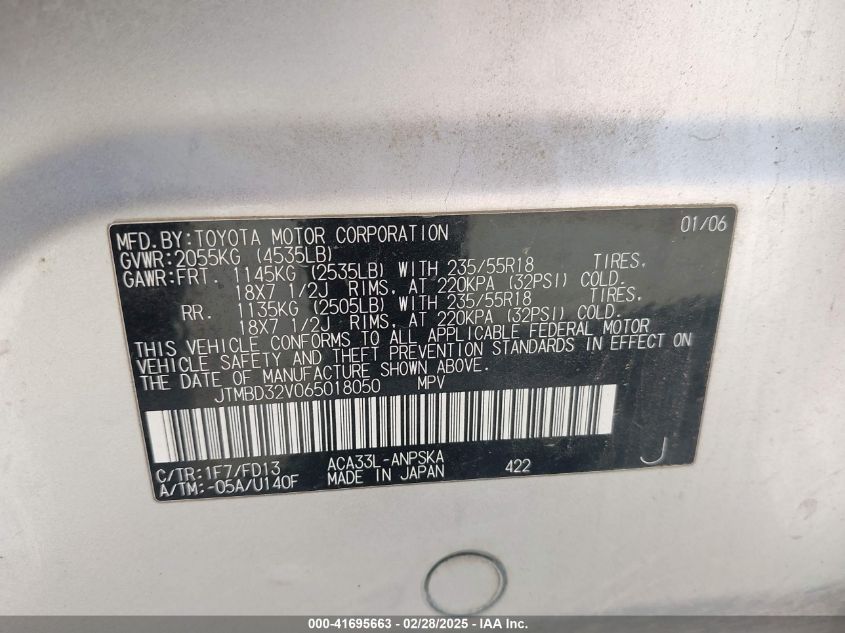 MFD.BY:TOYOTA MOTOR CORPORATION 01/06
GVWR:2055KG (4535LB)
GAWR:FRT. 1145KG (2535LB) WITH 235/55R18 TIRES,
18X7 1/2J RIMS, AT 220KPA (32PSI) COLD.
RR. 1135KG (2505LB) WITH 235/55R18 TIRES,
18X7 1/2J RIMS, AT 220KPA (32PSI) COLD.
THIS VEHICLE CONFORMS TO ALL APPLICABLE FEDERAL MOTOR
VEHICLE SAFETY AND THEFT PREVENTION STANDARDS IN EFFECT ON
THE DATE OF MANUFACTURE SHOWN ABOVE.
JTMBD32V065018050 MPV
C/TR:1F7/FD13 ACA33L-ANPSKA
A/TM:-05A/U140F MADE IN JAPAN 422 J
000-41695663 - 02/28/2025 - IAA Inc.